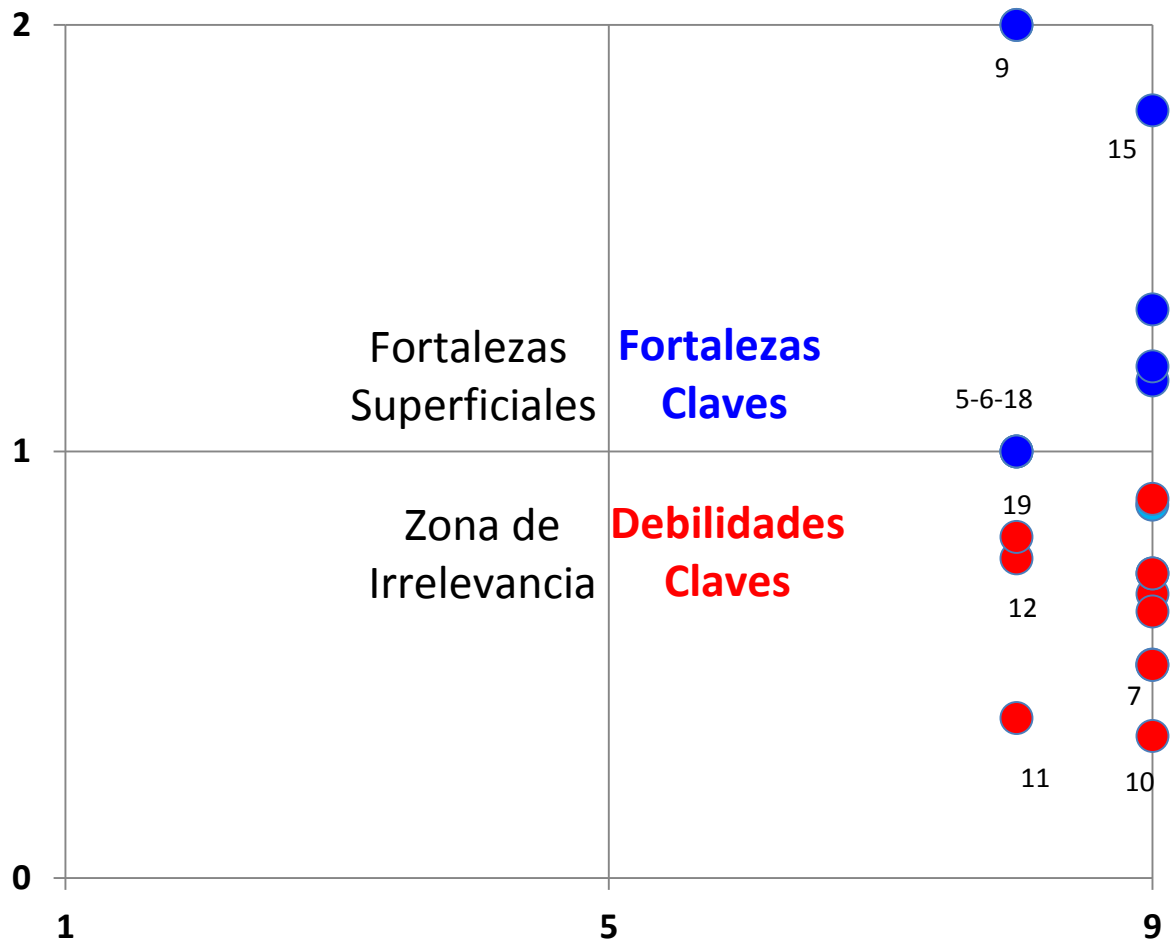 2
9
15
Fortalezas
Superficiales
Fortalezas
Claves
5-6-18
1
19
Zona de
Irrelevancia
Debilidades
Claves
12
7
11
10
0
1
5
9